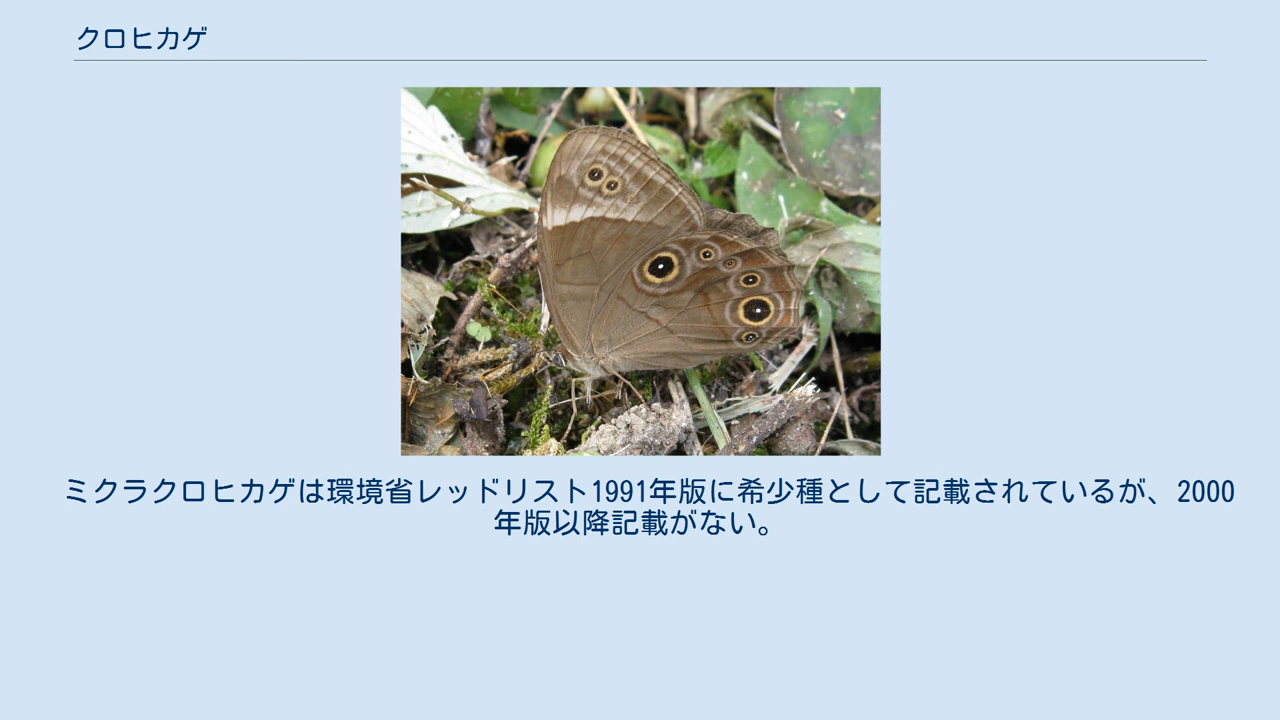 クロヒカゲ
ミクラクロヒカゲは環境省レッドリスト1991年版に希少種として記載されているが、2000
年版以降記載がない。